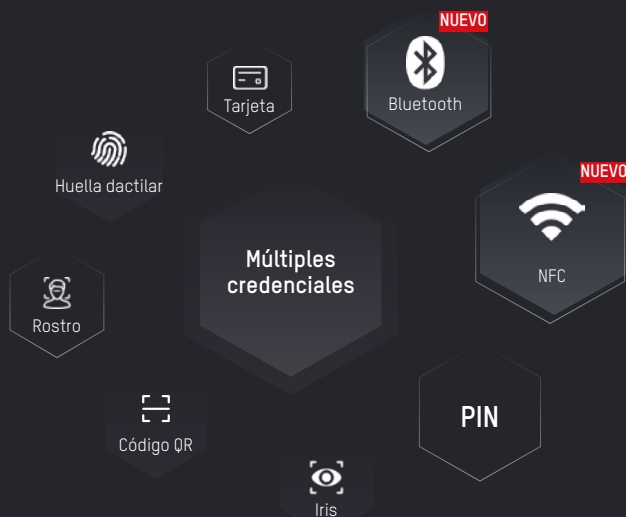 NUEVO
Bluetooth
Tarjeta
Huella dactilar
NUEVO
NFC
Múltiples
credenciales
Rostro
PIN
Código QR
Iris